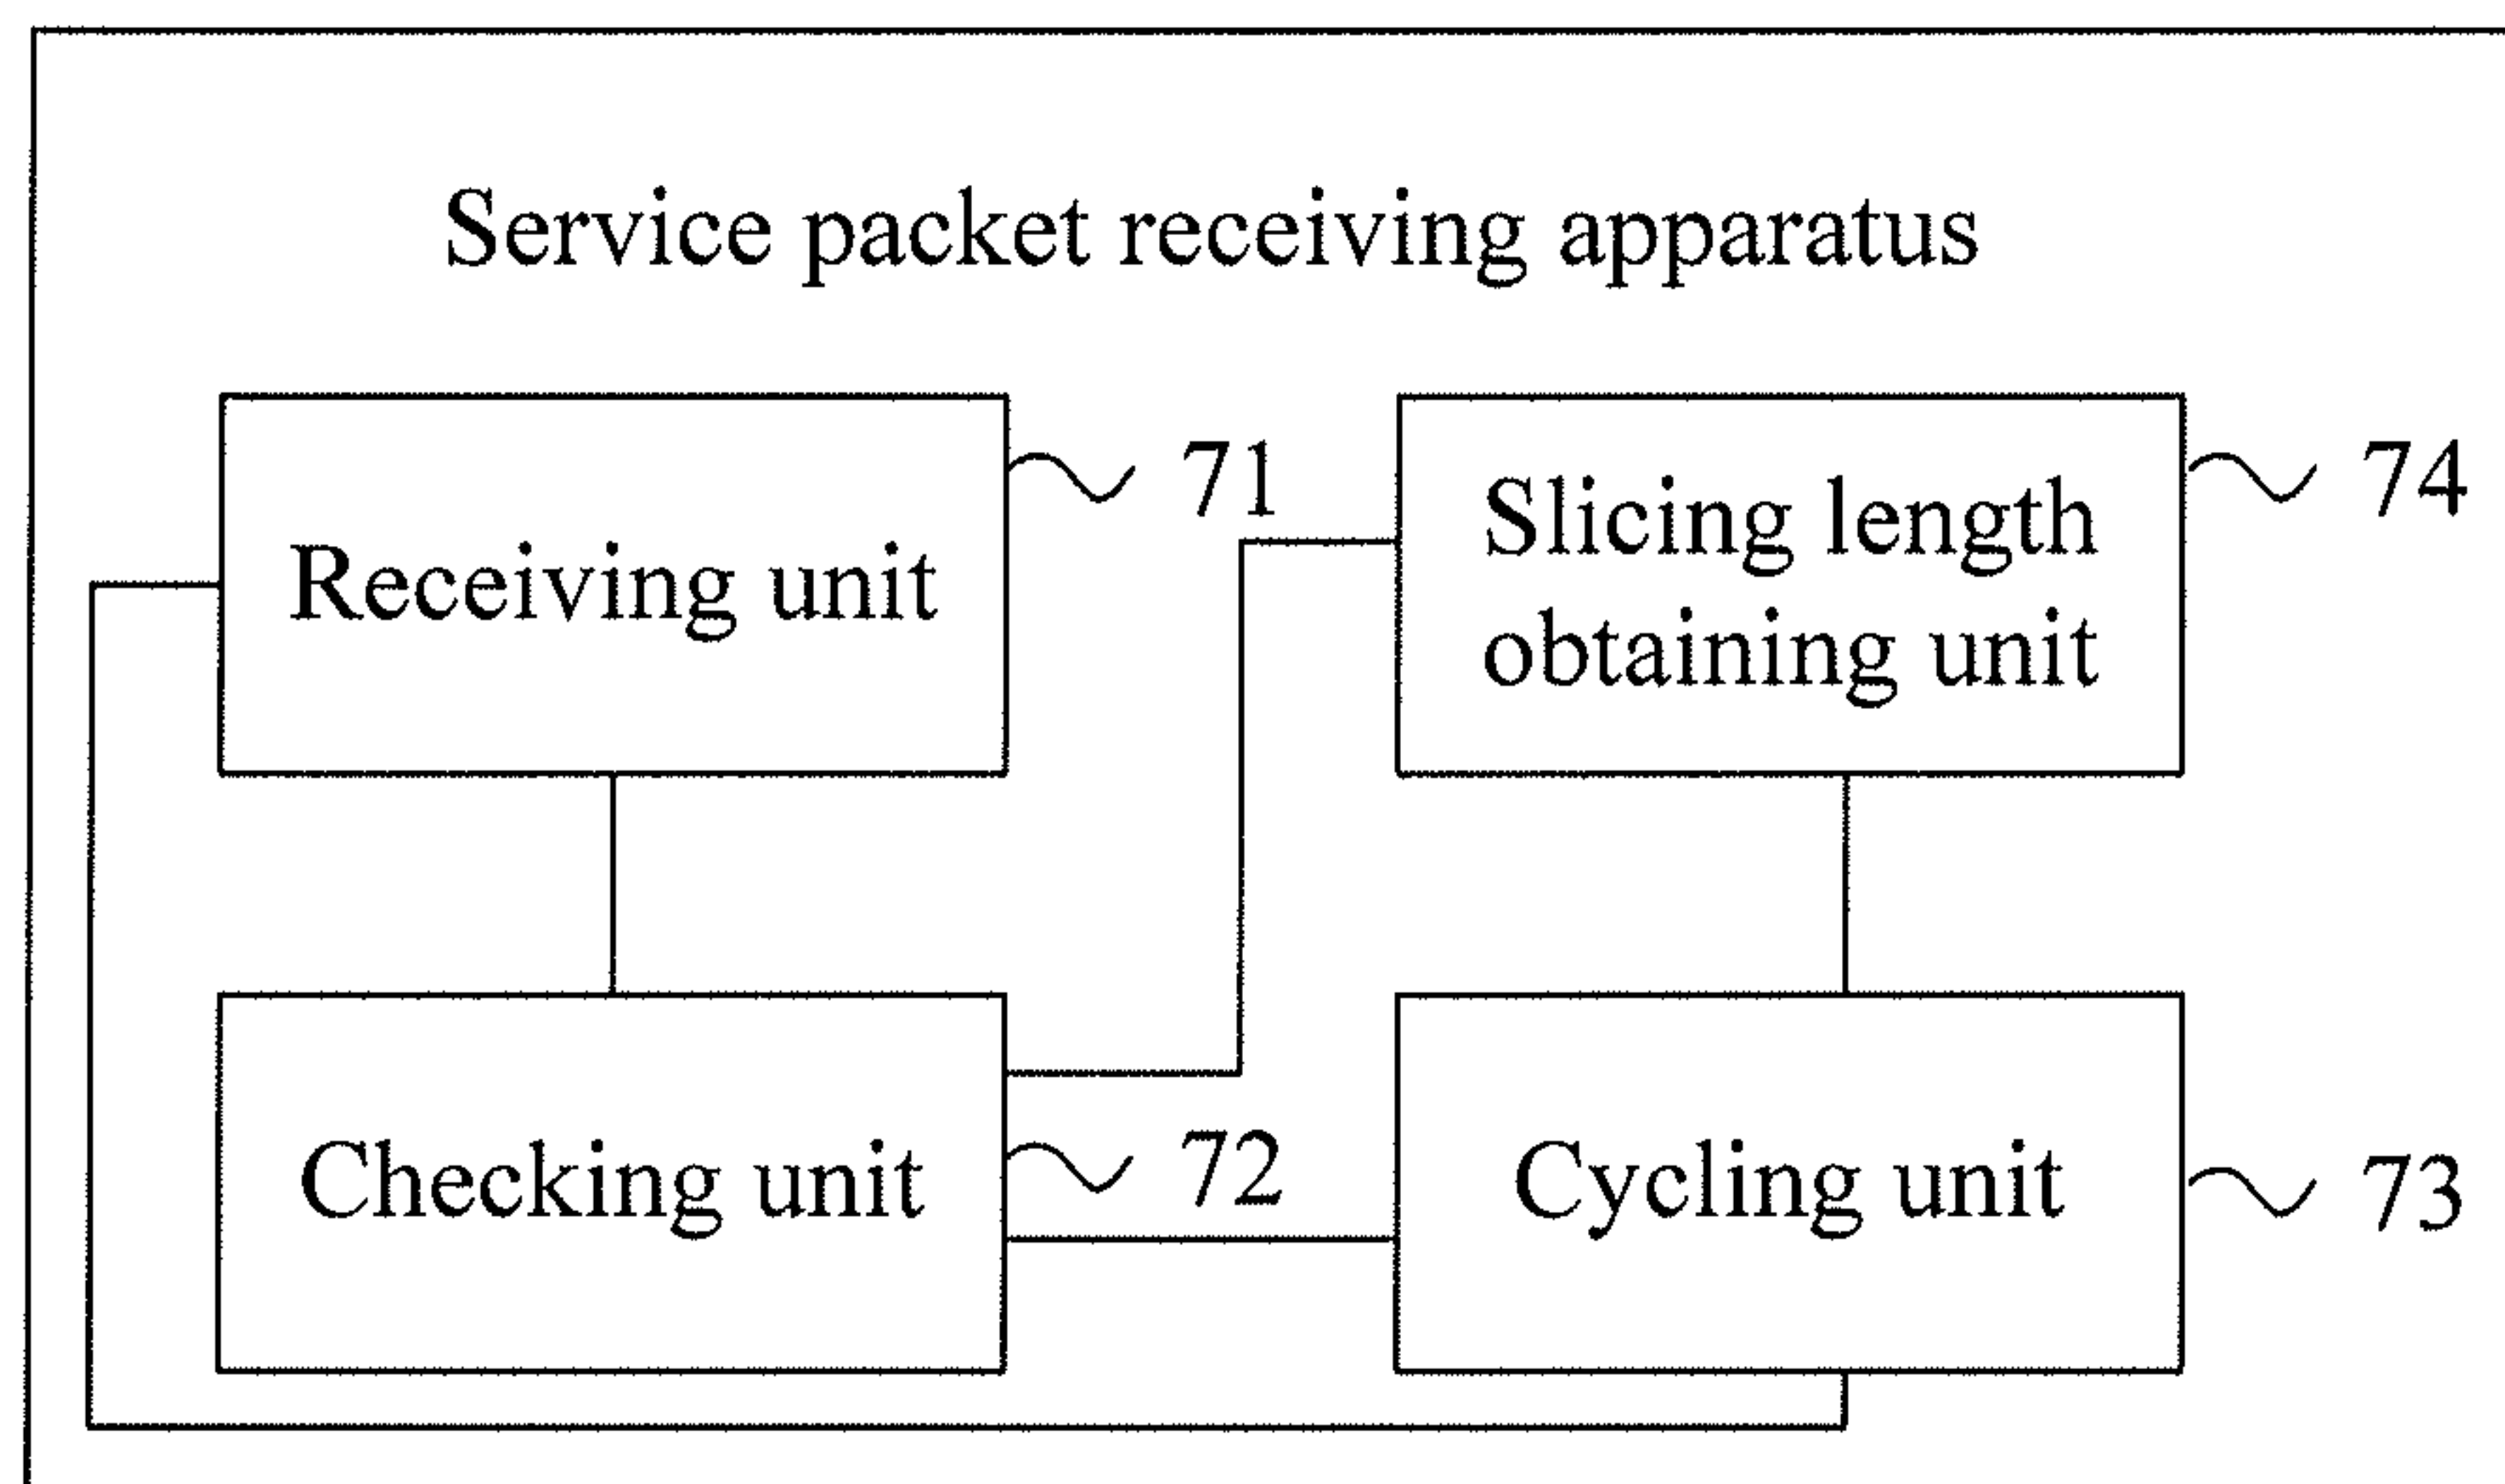 Service packet receiving apparatus
Receiving unit
71
Slicing length
obtaining unit
74
Checking unit
72
Cycling unit
73